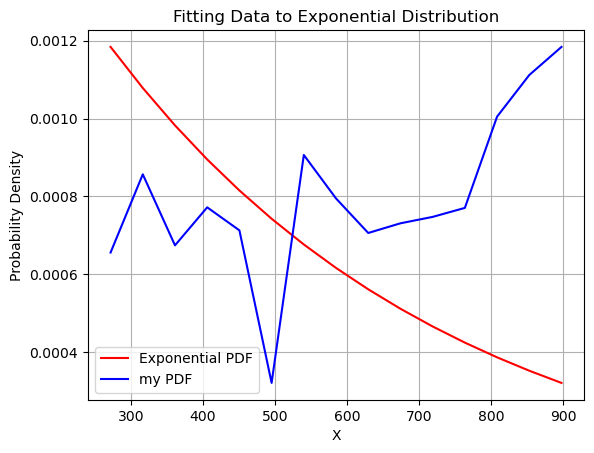 Fitting Data to Exponential Distribution
0.0012
0.0010
0.0008
0.0006
0.0004
Probability Density
Exponential PDF
my PDF
300 400 500 600 700 800 900
X